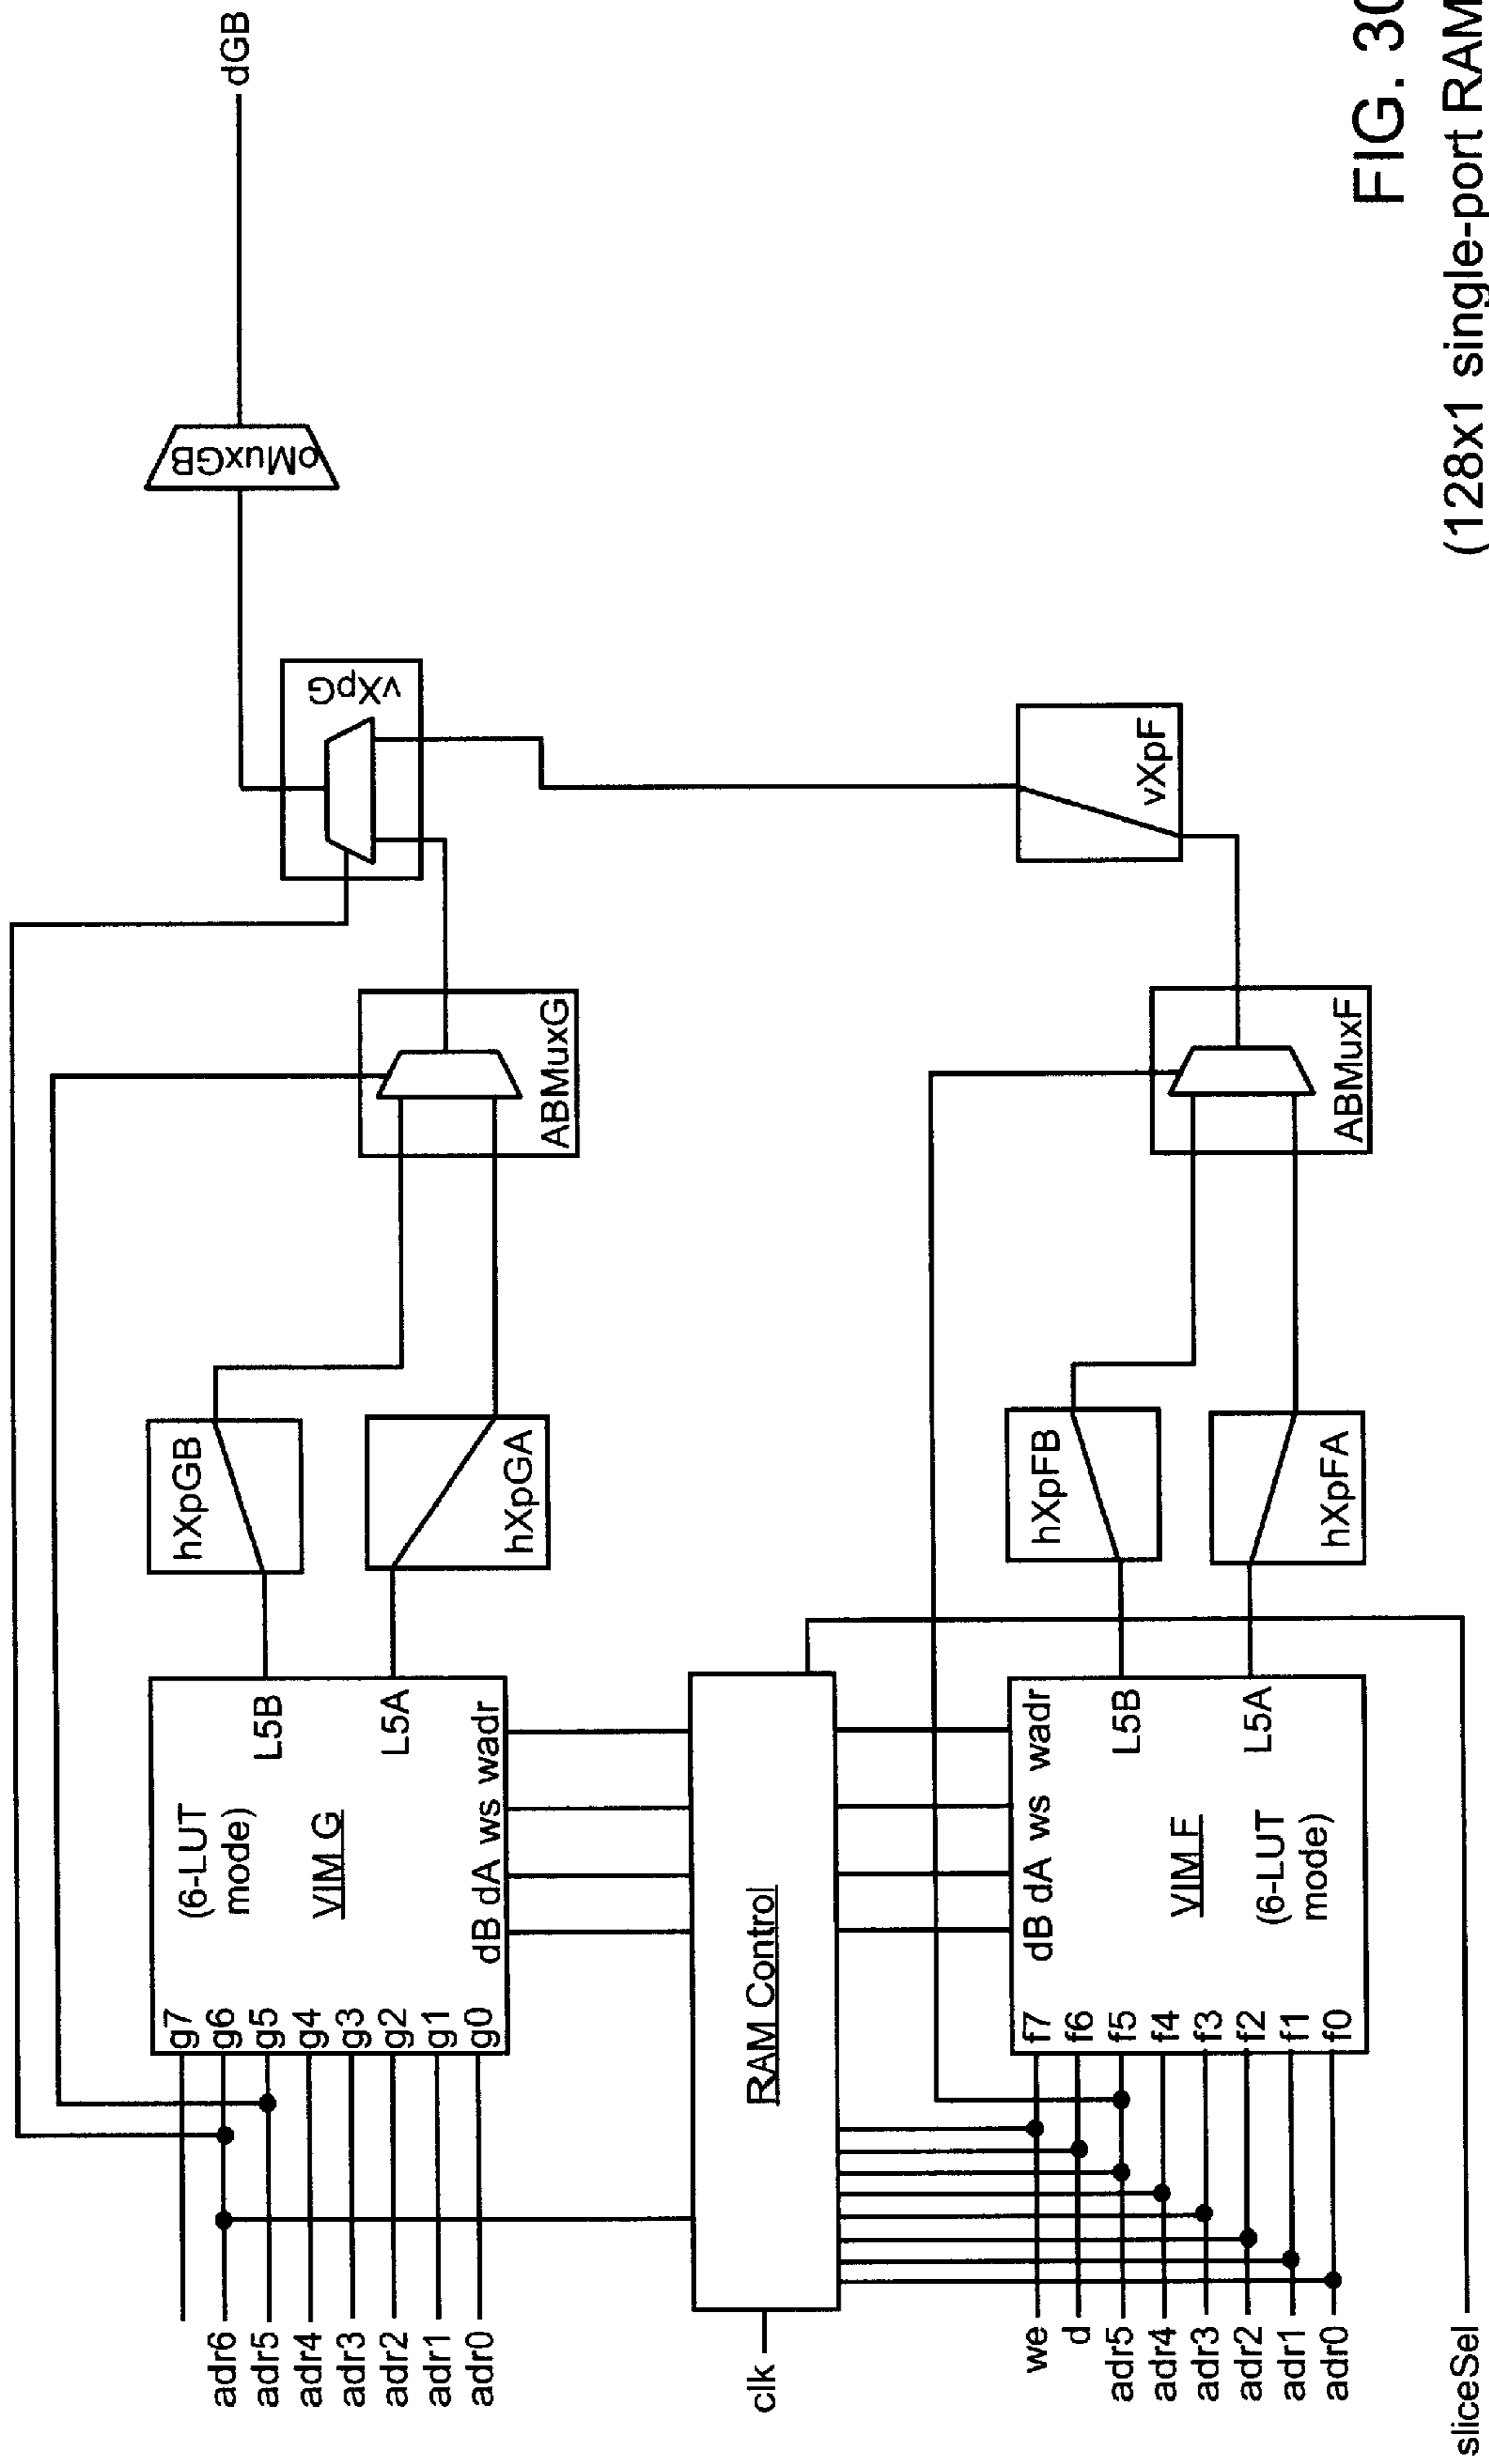 dGB
oMuxGB
vXpG
vXpF
ABMuxG
ABMuxF
hXpGB
hXpGA
hXpFB
hXpFA
g7
g6
g5
g4
g3
g2
g1
g0
(6-LUT
mode)
VIM G
L5B
L5A
dB dA ws wadr
adr6
adr5
adr4
adr3
adr2
adr1
adr0
RAM Control
clk
dB dA ws wadr
f7
f6
f5
f4
f3
f2
f1
f0
VIM F
(6-LUT
mode)
L5B
L5A
we
d
adr5
adr4
adr3
adr2
adr1
adr0
sliceSel
FIG. 30
(128x1 single-port RAM